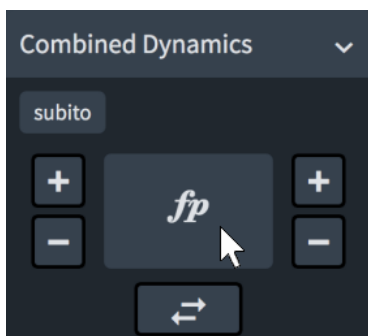 Combined Dynamics
subito
+ fp +
- -